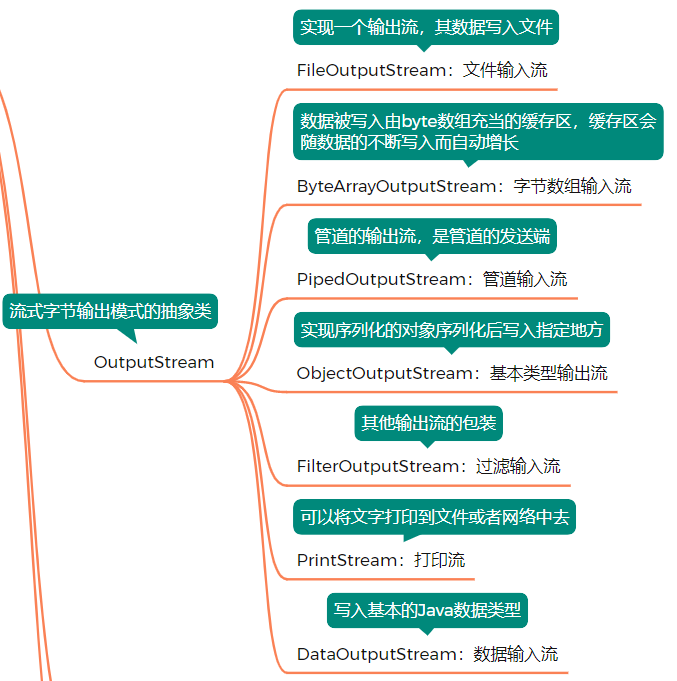 实现一个输出流，其数据写入文件
FileOutputStream：文件输入流
数据被写入由byte数组充当的缓存区，缓存区会
随数据的不断写入而自动增长
ByteArrayOutputStream：字节数组输入流
管道的输出流，是管道的发送端
PipedOutputStream：管道输入流
流式字节输出模式的抽象类
OutputStream
实现序列化的对象序列化后写入指定地方
ObjectOutputStream：基本类型输出流
其他输出流的包装
FilterOutputStream：过滤输入流
可以将文字打印到文件或者网络中去
PrintStream：打印流
写入基本的Java数据类型
DataOutputStream：数据输入流